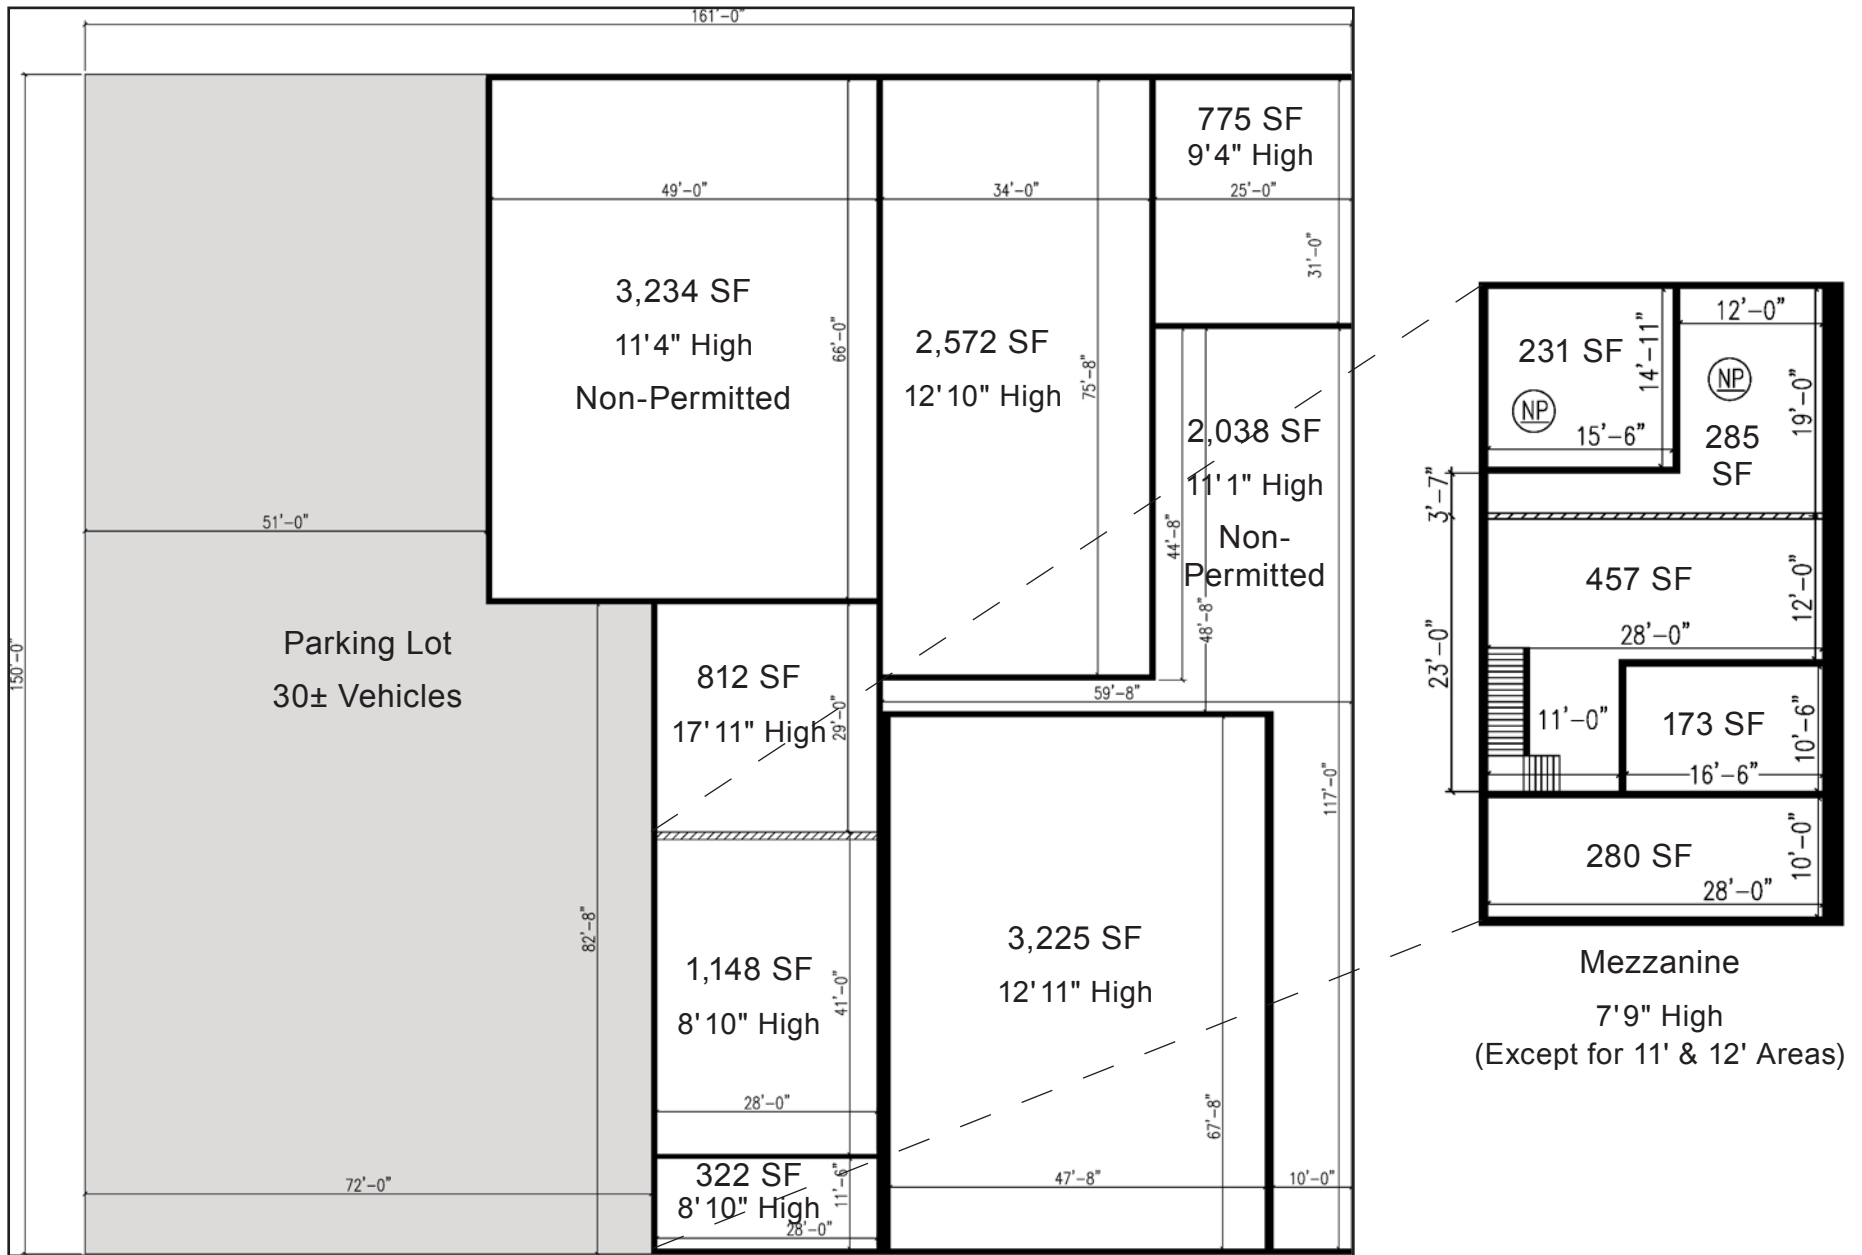 161'-0"
775 SF
9'4" High
49'-0"
34'-0"
25'-0"
31'-0"
3,234 SF
11'4" High
Non-Permitted
66'-0"
2,572 SF
12'10" High
75'-8"
2,038 SF
11'1" High
Non-
Permitted
44'-8"
48'-8"
51'-0"
150'-0"
Parking Lot
30± Vehicles
812 SF
17'11" High
29'-0"
59'-8"
117'-0"
82'-8"
1,148 SF
8'10" High
41'-0"
28'-0"
3,225 SF
12'11" High
67'-8"
72'-0"
322 SF
8'10" High
11'-6"
28'-0"
47'-8"
10'-0"
231 SF
NP
14'-11"
15'-6"
12'-0"
NP
285
SF
19'-0"
3'-7"
457 SF
12'-0"
28'-0"
23'-0"
11'-0"
173 SF
10'-6"
16'-6"
280 SF
10'-0"
28'-0"
Mezzanine
7'9" High
(Except for 11' & 12' Areas)